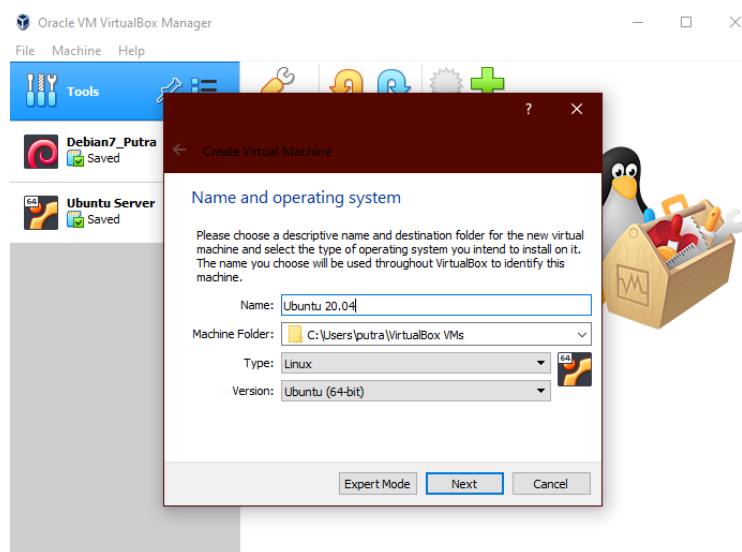 Oracle VM VirtualBox Manager
File Machine Help
Tools
Debian7_Putra
Saved
64
Ubuntu Server
Saved
?
Create Virtual Machine
Name and operating system
Please choose a descriptive name and destination folder for the new virtual
machine and select the type of operating system you intend to install on it.
The name you choose will be used throughout VirtualBox to identify this
machine.
Name: Ubuntu 20.04
Machine Folder: C:\Users\putra\VirtualBox VMs
Type: Linux
64
Version: Ubuntu (64-bit)
Expert Mode Next Cancel